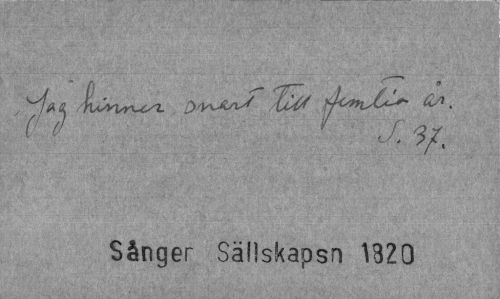 Jag hinner snart till femtio år.
S. 37.
Sånger Sällskapsn 1820